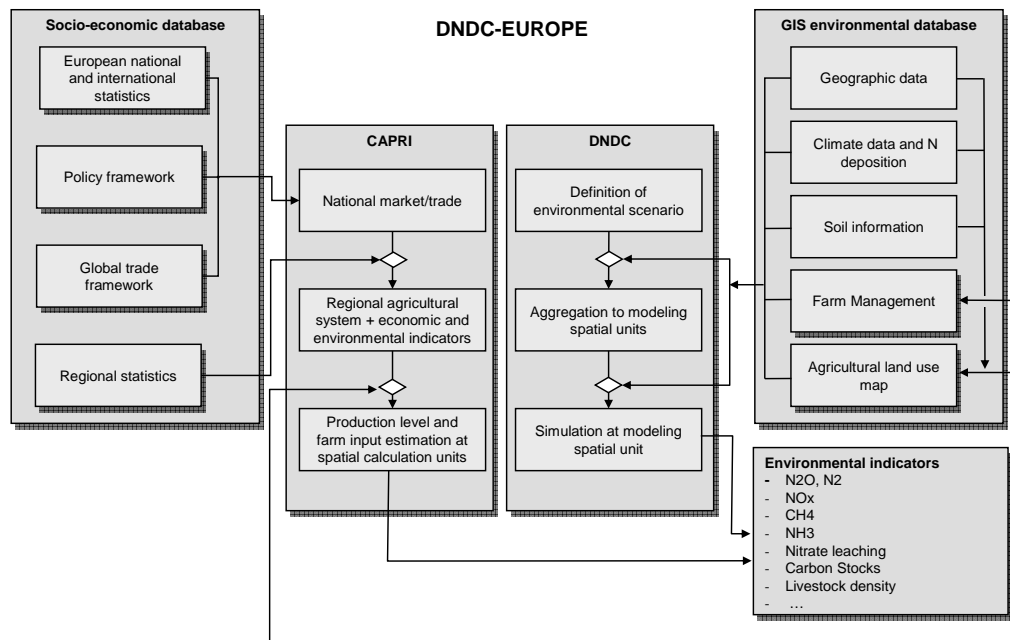 DNDC-EUROPE
Socio-economic database
European national
and international
statistics
Policy framework
Global trade
framework
Regional statistics
CAPRI
National market/trade
Regional agricultural
system + economic and
environmental indicators
Production level and
farm input estimation at
spatial calculation units
DNDC
Definition of
environmental scenario
Aggregation to modeling
spatial units
Simulation at modeling
spatial unit
GIS environmental database
Geographic data
Climate data and N
deposition
Soil information
Farm Management
Agricultural land use
map
Environmental indicators
- N2O, N2
- NOx
- CH4
- NH3
- Nitrate leaching
- Carbon Stocks
- Livestock density
- …